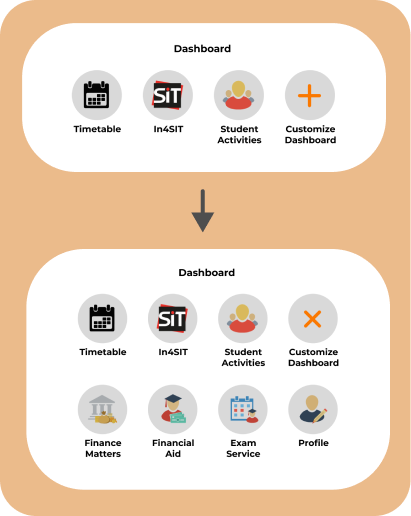 Dashboard
SiT
Timetable
In4SIT
Student
Activities
Customize
Dashboard
Dashboard
SiT
Timetable
In4SIT
Student
Activities
Customize
Dashboard
Finance
Matters
Financial
Aid
Exam
Service
Profile